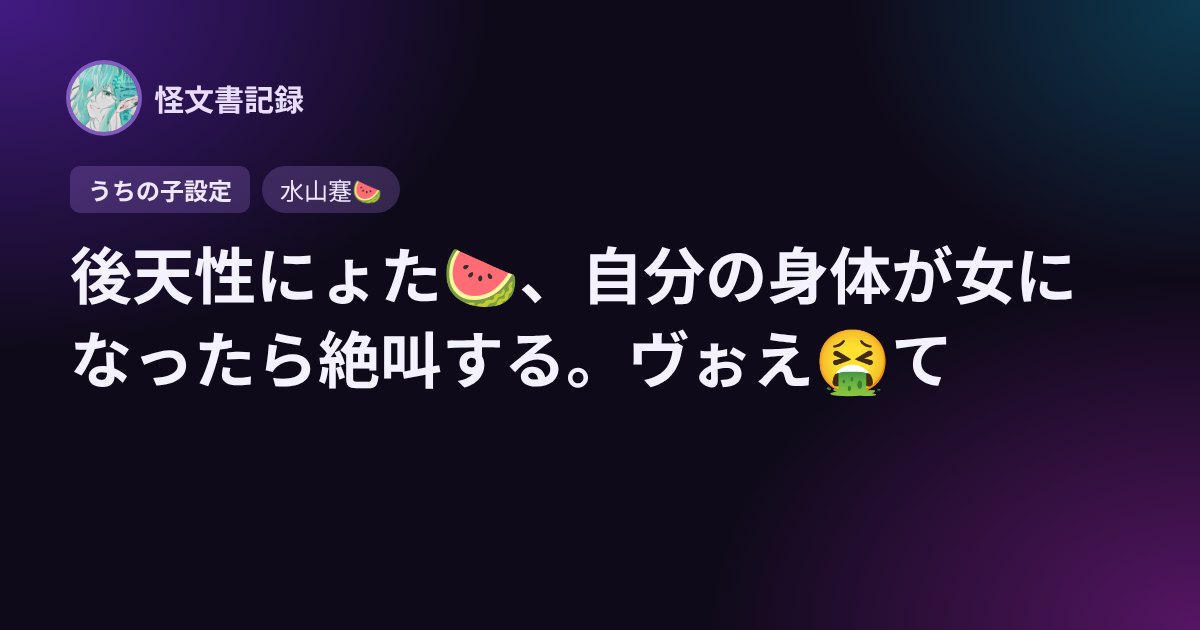 怪文書記録
うちの子設定
水山蹇🍉
後天性にょた🍉、自分の身体が女に
なったら絶叫する。ヴぉえ🤮て